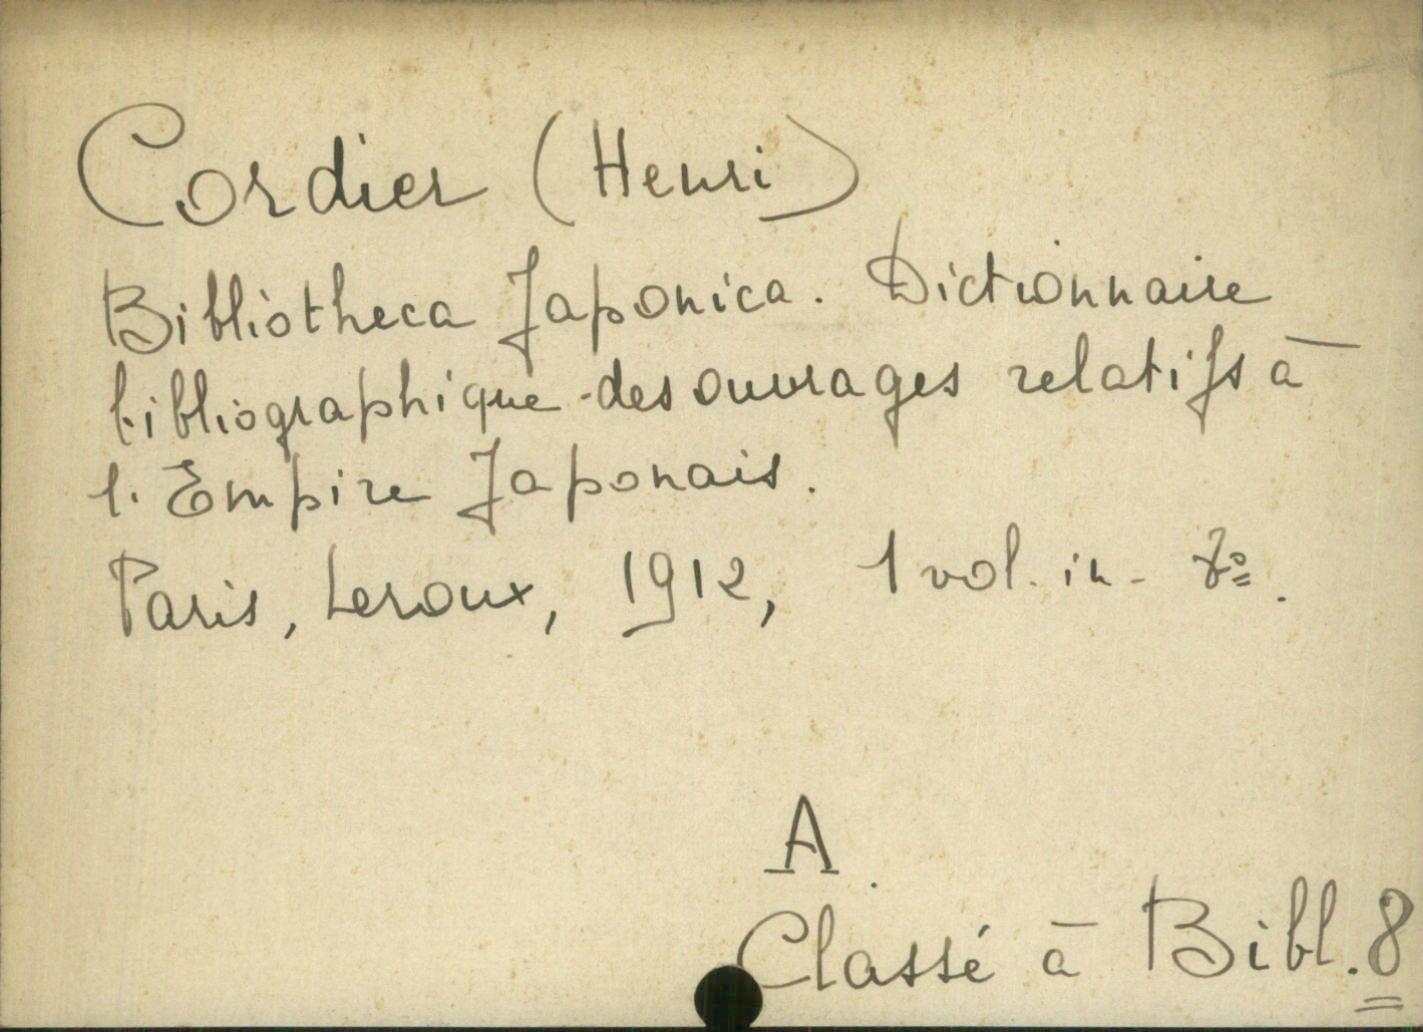 Cordier (Henri)
Bibliotheca Japonica. Dictionnaire
bibliographique des ouvrages relatifs à
l'Empire Japonais.
Paris, Leroux, 1912, 1 vol. in-8º.
A.
Classé à Bibl. 8